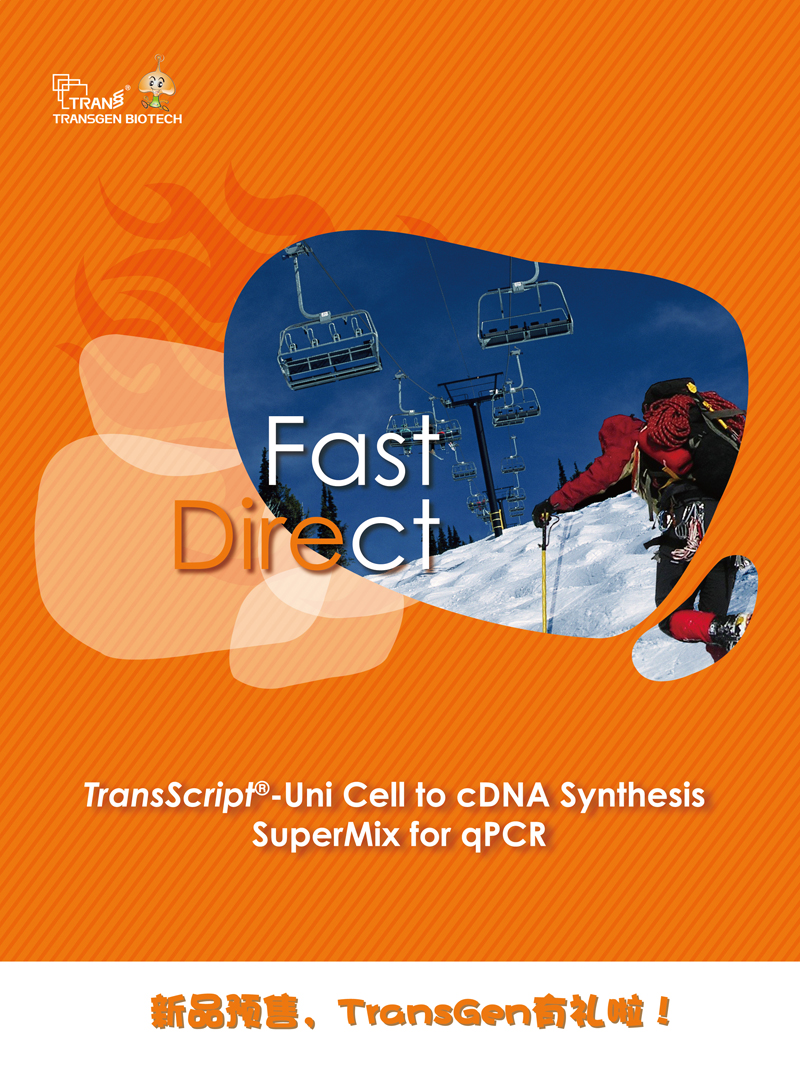 TRANS®
TRANSGEN BIOTECH
Fast
Direct
TransScript®-Uni Cell to cDNA Synthesis
SuperMix for qPCR
新品预售，TransGen有礼啦！